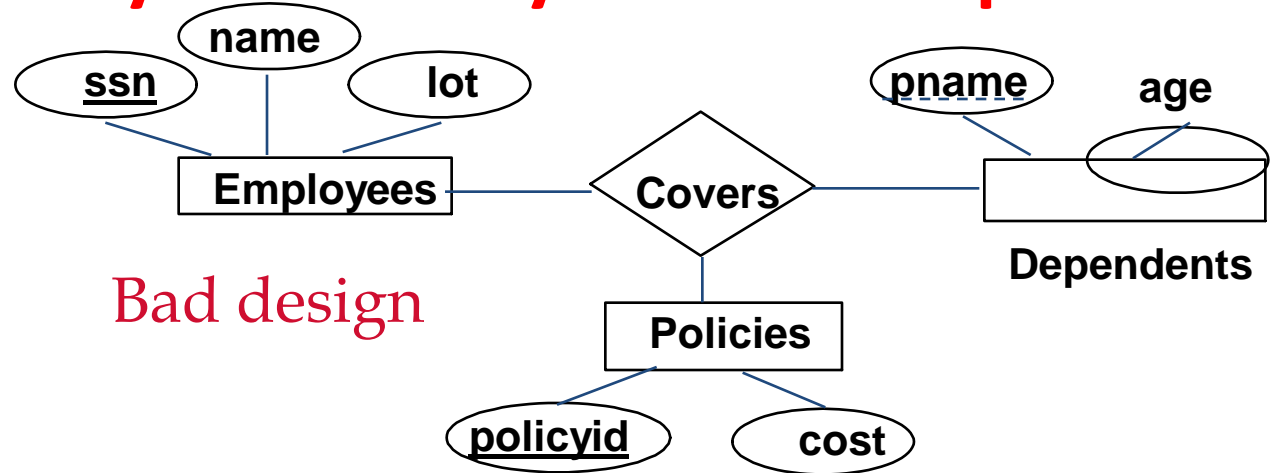 name
ssn
lot
pname
age
Employees
Covers
Dependents
Bad design
Policies
policyid
cost